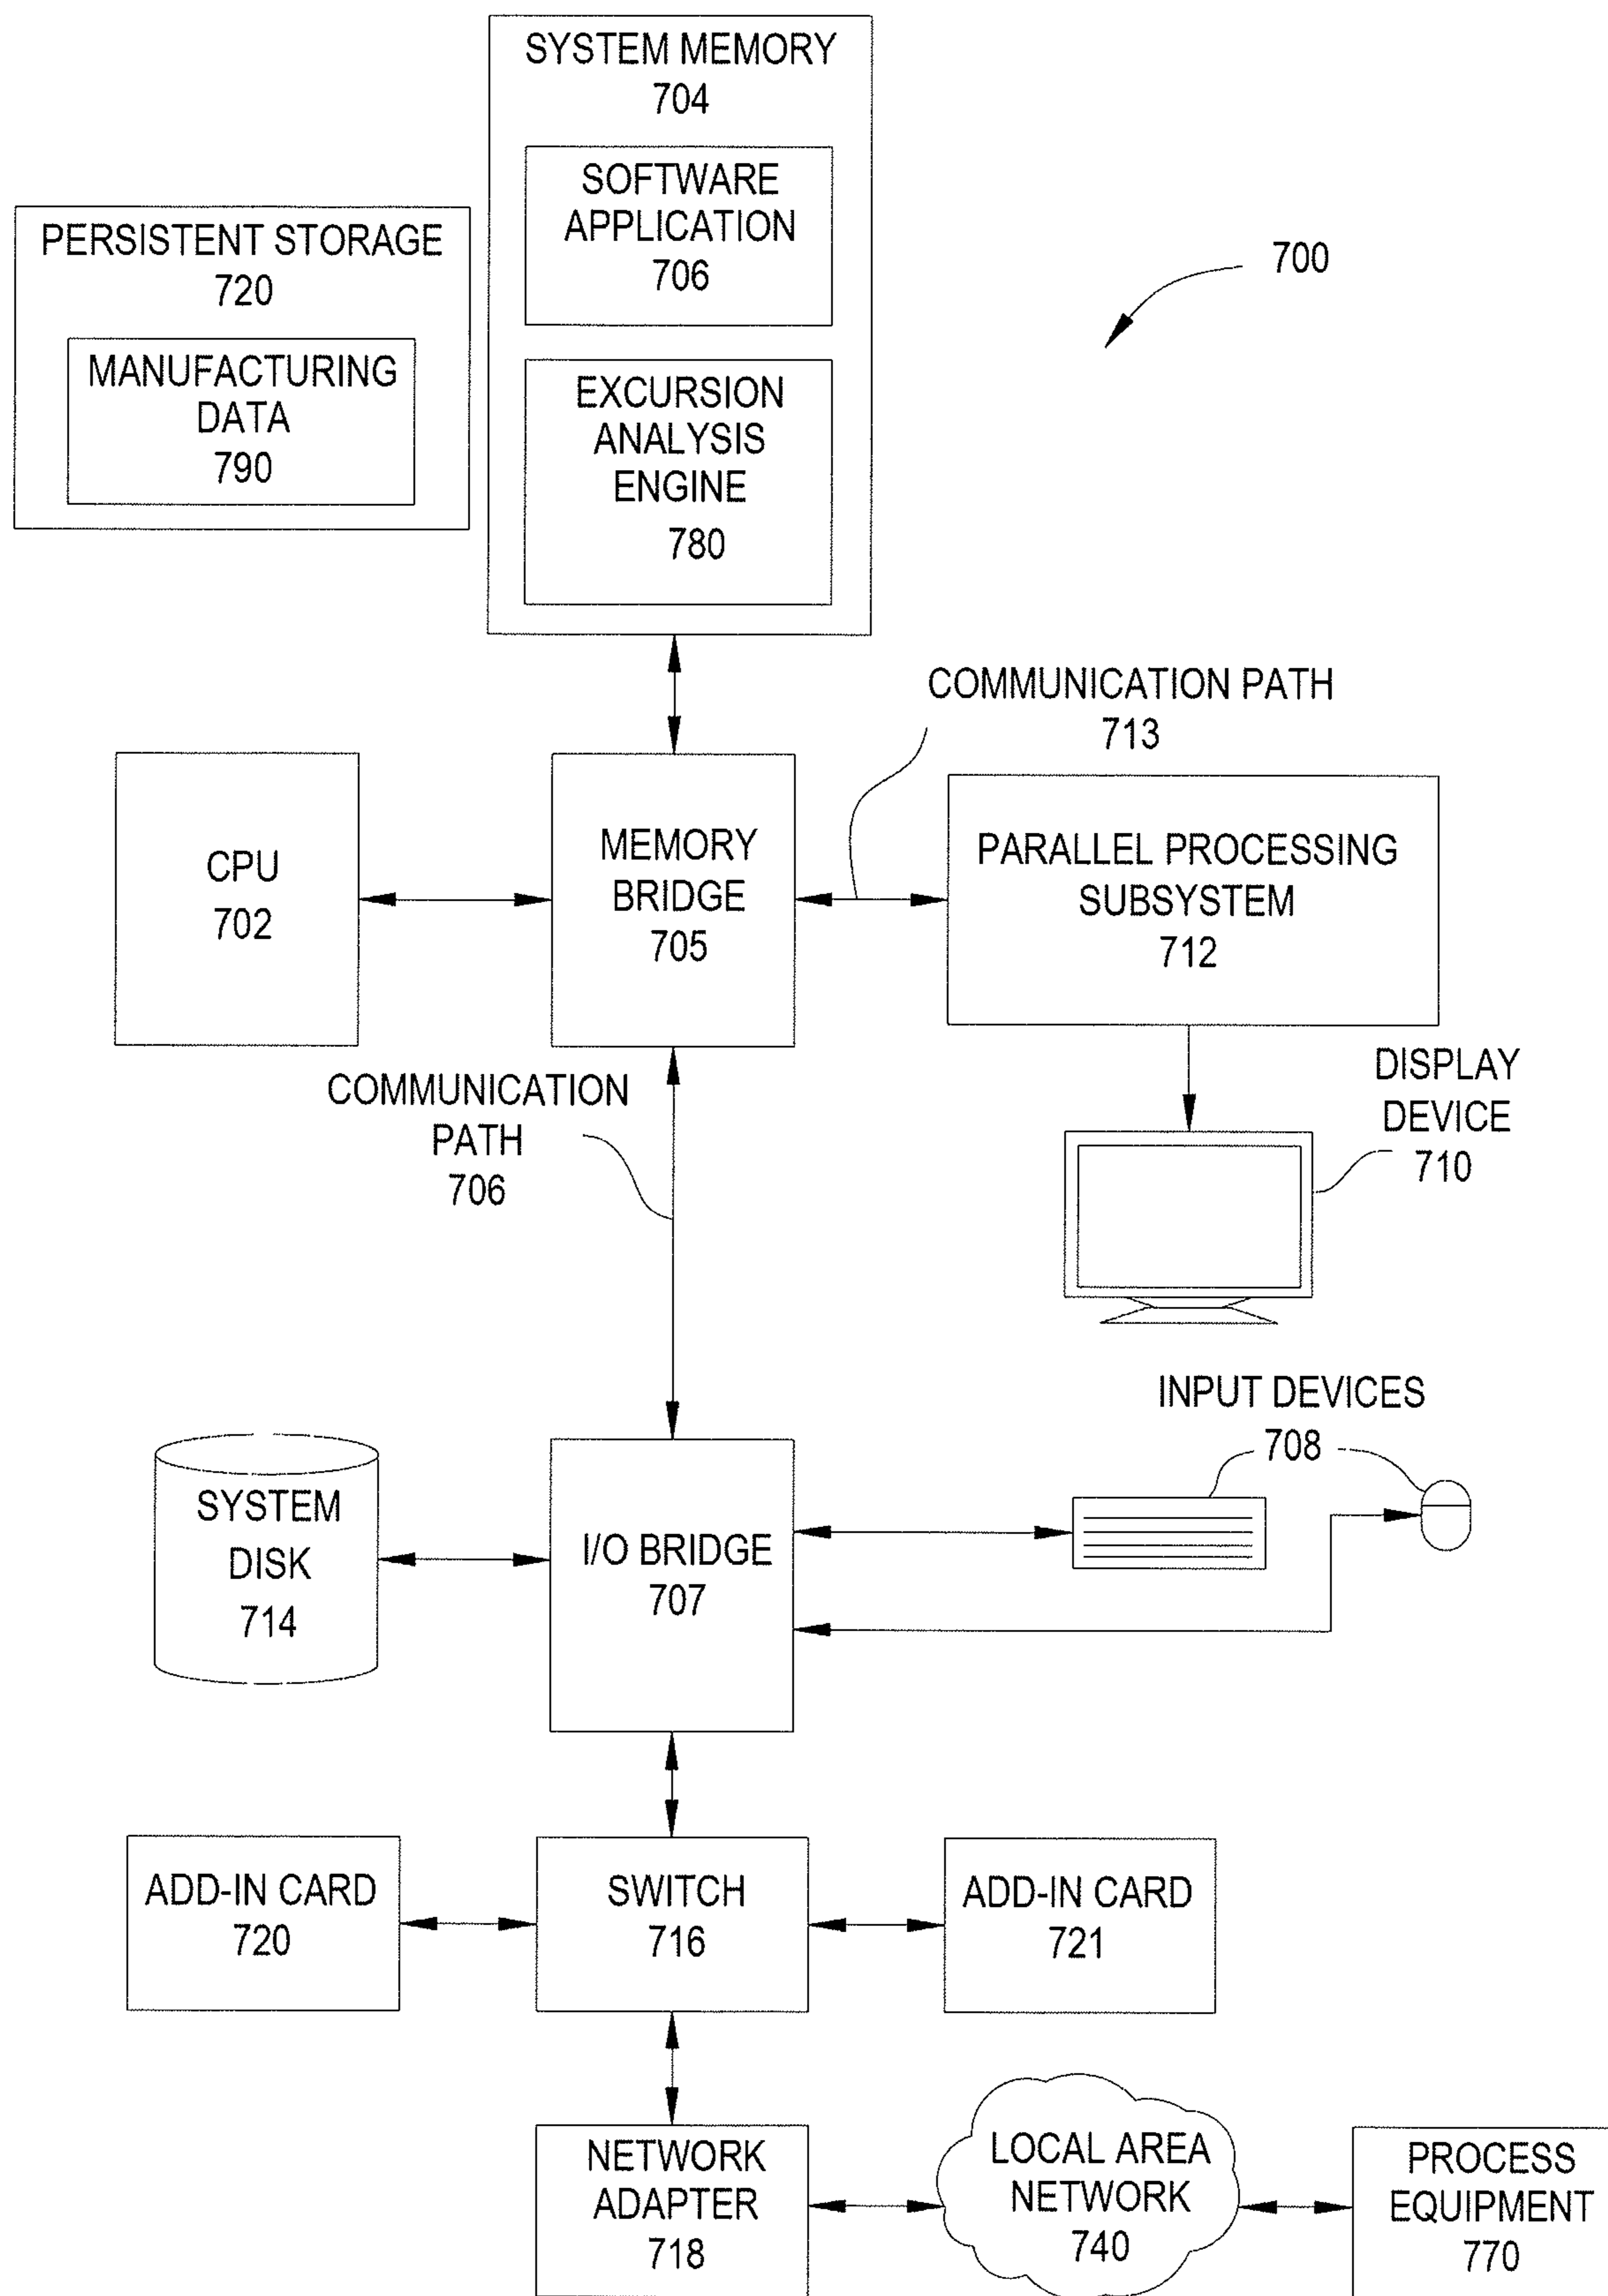 SYSTEM MEMORY
704
SOFTWARE
APPLICATION
706
EXCURSION
ANALYSIS
ENGINE
780
PERSISTENT STORAGE
720
MANUFACTURING
DATA
790
700
COMMUNICATION PATH
713
CPU
702
MEMORY
BRIDGE
705
PARALLEL PROCESSING
SUBSYSTEM
712
COMMUNICATION
PATH
706
DISPLAY
DEVICE
710
INPUT DEVICES
708
SYSTEM
DISK
714
I/O BRIDGE
707
ADD-IN CARD
720
SWITCH
716
ADD-IN CARD
721
NETWORK
ADAPTER
718
LOCAL AREA
NETWORK
740
PROCESS
EQUIPMENT
770